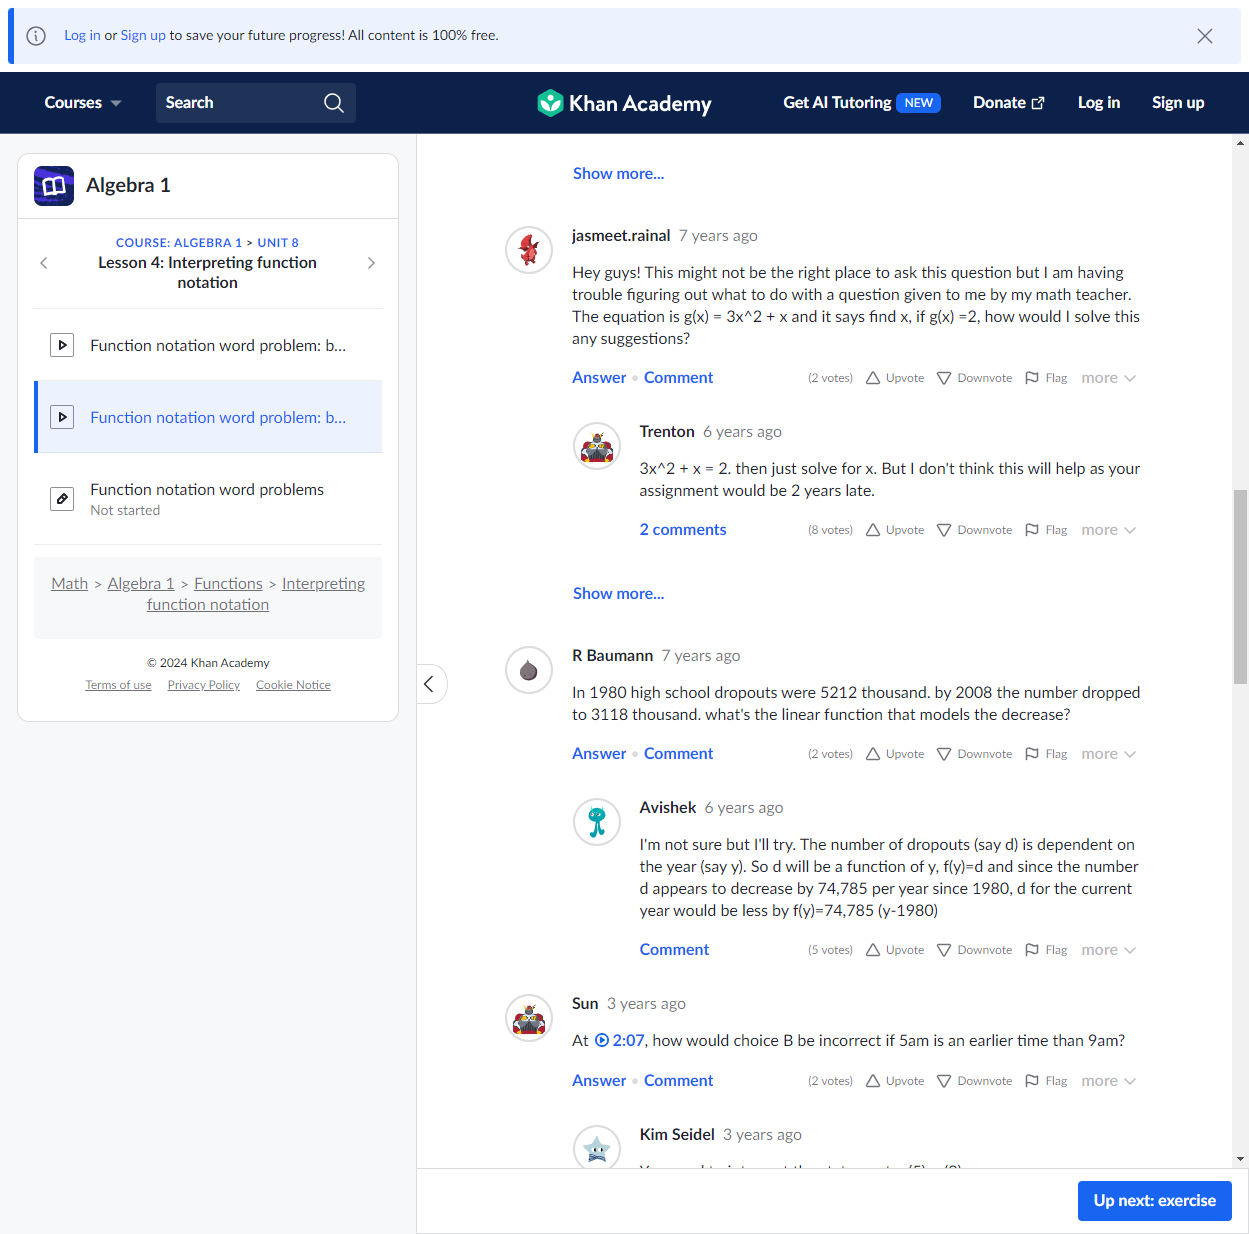 Log in or Sign up to save your future progress! All content is 100% free.
Courses
Search
Khan Academy
Get AI Tutoring NEW
Donate
Log in
Sign up
Algebra 1
COURSE: ALGEBRA 1 > UNIT 8
Lesson 4: Interpreting function
notation
Function notation word problem: b...
Function notation word problem: b...
Function notation word problems
Not started
Math > Algebra 1 > Functions > Interpreting
function notation
© 2024 Khan Academy
Terms of use Privacy Policy Cookie Notice
Show more...
jasmeet.rainal 7 years ago
Hey guys! This might not be the right place to ask this question but I am having
trouble figuring out what to do with a question given to me by my math teacher.
The equation is g(x) = 3x^2 + x and it says find x, if g(x) =2, how would I solve this
any suggestions?
Answer • Comment (2 votes) Upvote Downvote Flag more
Trenton 6 years ago
3x^2 + x = 2. then just solve for x. But I don't think this will help as your
assignment would be 2 years late.
2 comments (8 votes) Upvote Downvote Flag more
Show more...
R Baumann 7 years ago
In 1980 high school dropouts were 5212 thousand. by 2008 the number dropped
to 3118 thousand. what's the linear function that models the decrease?
Answer • Comment (2 votes) Upvote Downvote Flag more
Avishek 6 years ago
I'm not sure but I'll try. The number of dropouts (say d) is dependent on
the year (say y). So d will be a function of y, f(y)=d and since the number
d appears to decrease by 74,785 per year since 1980, d for the current
year would be less by f(y)=74,785 (y-1980)
Comment (5 votes) Upvote Downvote Flag more
Sun 3 years ago
At 2:07, how would choice B be incorrect if 5am is an earlier time than 9am?
Answer • Comment (2 votes) Upvote Downvote Flag more
Kim Seidel 3 years ago
Up next: exercise